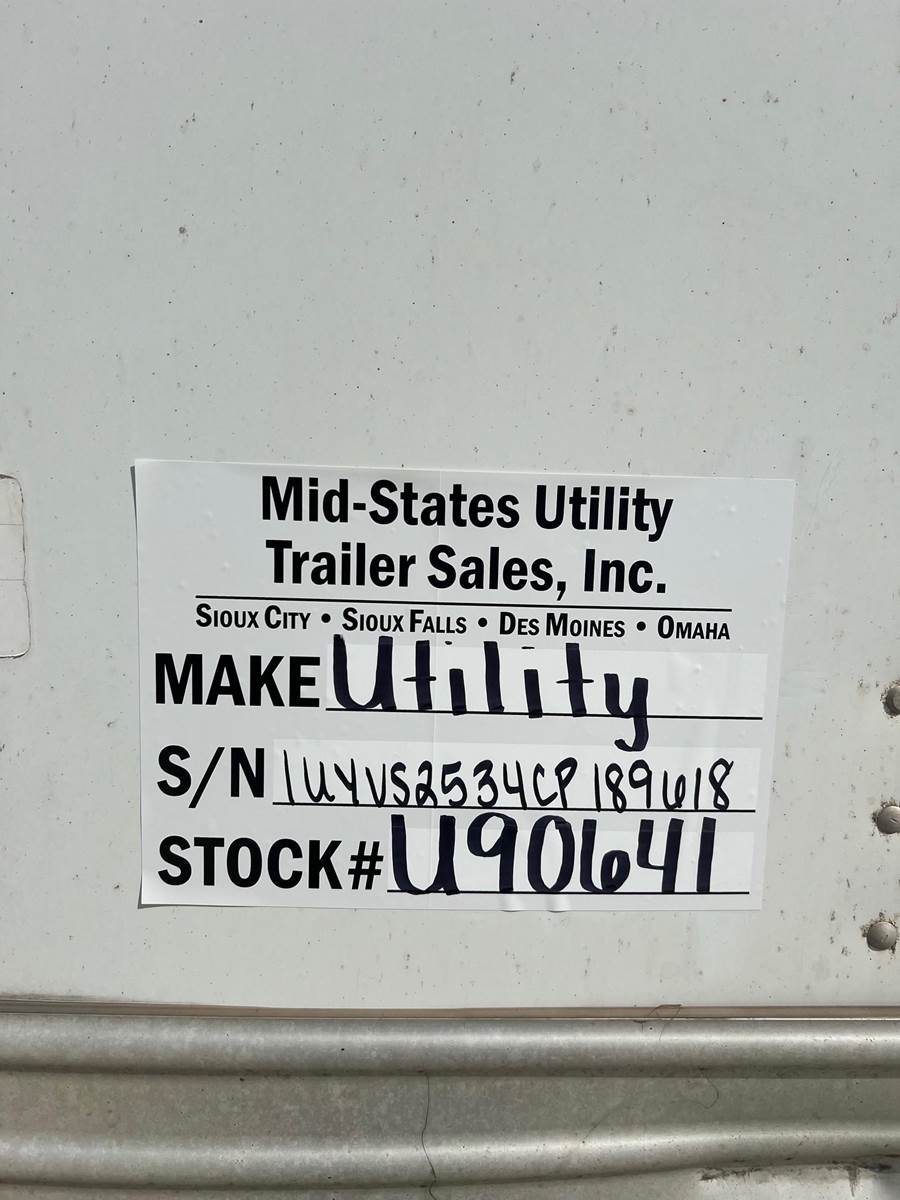 Mid-States Utility
Trailer Sales, Inc.
SIOUX CITY • SIOUX FALLS • DES MOINES • OMAHA
MAKE Utility
S/N 1UYVS2534CP189618
STOCK# U90641